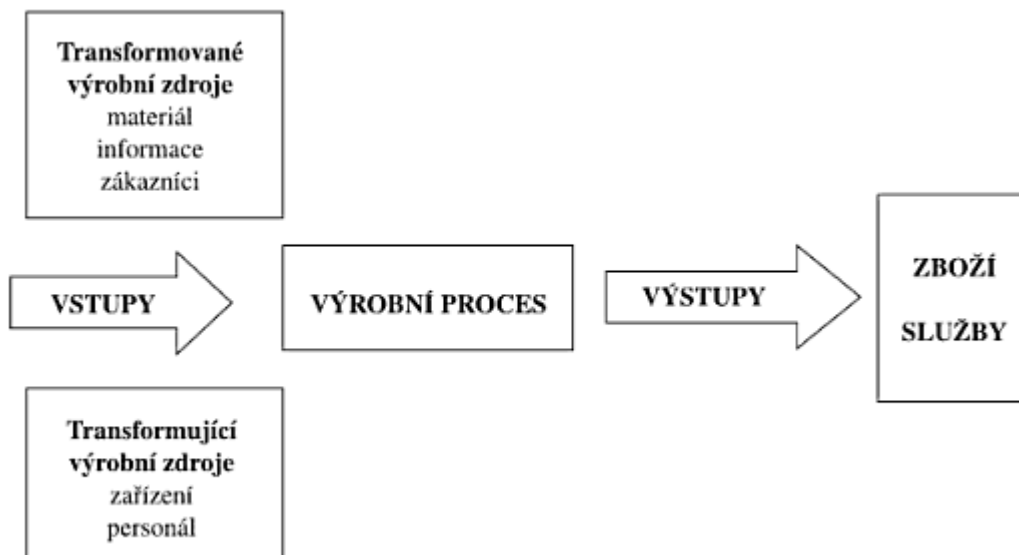 Transformované
výrobní zdroje
materiál
informace
zákazníci
VSTUPY
VÝROBNÍ PROCES
VÝSTUPY
ZBOŽÍ
SLUŽBY
Transformující
výrobní zdroje
zařízení
personál